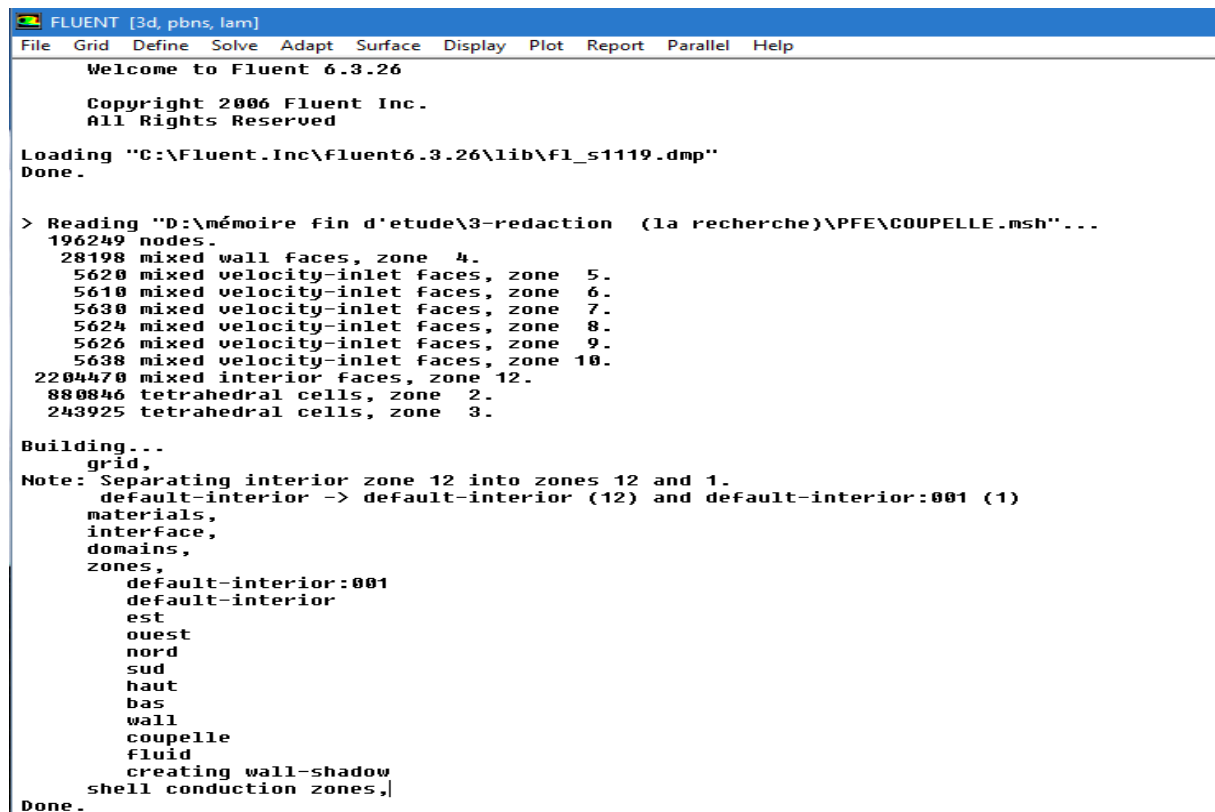 FLUENT [3d, pbns, lam]
File Grid Define Solve Adapt Surface Display Plot Report Parallel Help
Welcome to Fluent 6.3.26
Copyright 2006 Fluent Inc.
All Rights Reserved
Loading "C:\Fluent.Inc\fluent6.3.26\lib\fl_s1119.dmp"
Done.
> Reading "D:\mémoire fin d'etude\3-redaction (la recherche)\PFE\COUPELLE.msh"...
196249 nodes.
28198 mixed wall faces, zone 4.
5620 mixed velocity-inlet faces, zone 5.
5610 mixed velocity-inlet faces, zone 6.
5630 mixed velocity-inlet faces, zone 7.
5624 mixed velocity-inlet faces, zone 8.
5626 mixed velocity-inlet faces, zone 9.
5638 mixed velocity-inlet faces, zone 10.
2204470 mixed interior faces, zone 12.
880846 tetrahedral cells, zone 2.
243925 tetrahedral cells, zone 3.
Building...
grid,
Note: Separating interior zone 12 into zones 12 and 1.
default-interior -> default-interior (12) and default-interior:001 (1)
materials,
interface,
domains,
zones,
default-interior:001
default-interior
est
ouest
nord
sud
haut
bas
wall
coupelle
fluid
creating wall-shadow
shell conduction zones,
Done.